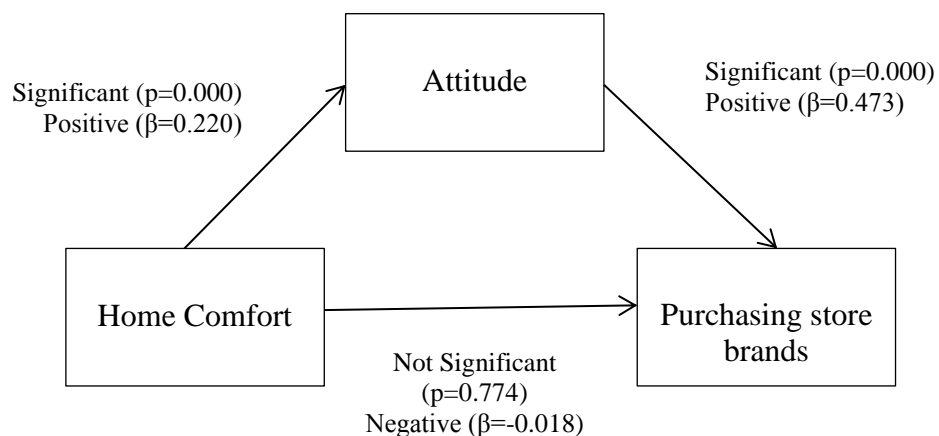 Significant (p=0.000)
Positive (β=0.220)
Attitude
Significant (p=0.000)
Positive (β=0.473)
Home Comfort
Purchasing store
brands
Not Significant
(p=0.774)
Negative (β=-0.018)